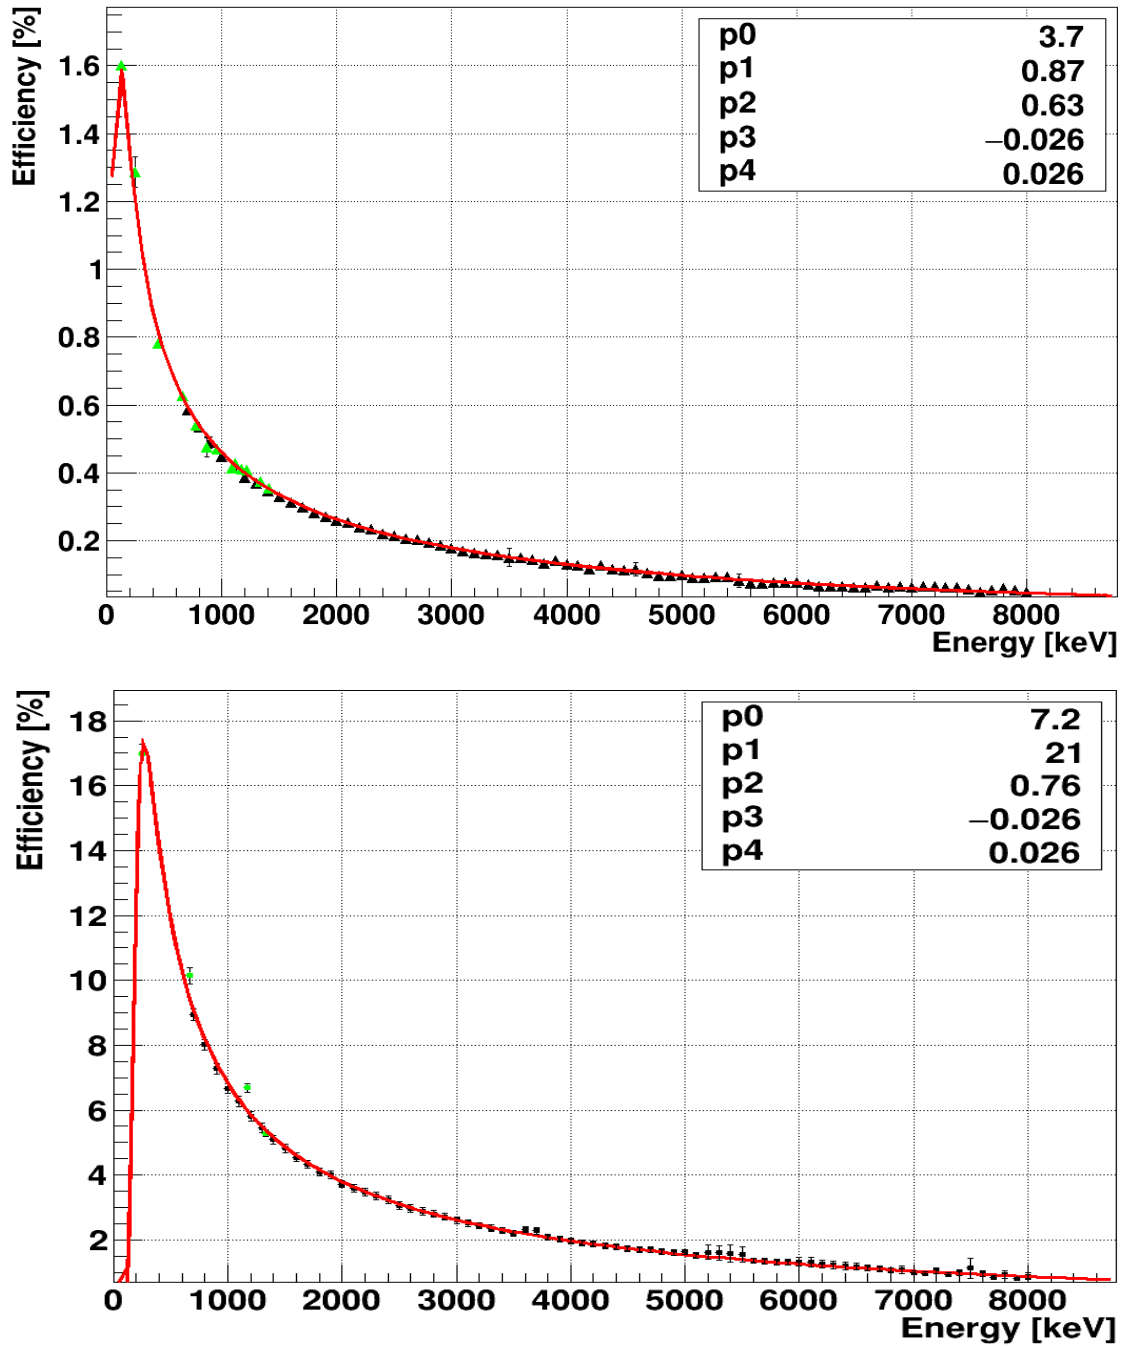 Efficiency [%]
p0 3.7
p1 0.87
p2 0.63
p3 −0.026
p4 0.026
1.6
1.4
1.2
1
0.8
0.6
0.4
0.2
0 1000 2000 3000 4000 5000 6000 7000 8000
Energy [keV]
Efficiency [%]
p0 7.2
p1 21
p2 0.76
p3 −0.026
p4 0.026
18
16
14
12
10
8
6
4
2
0 1000 2000 3000 4000 5000 6000 7000 8000
Energy [keV]